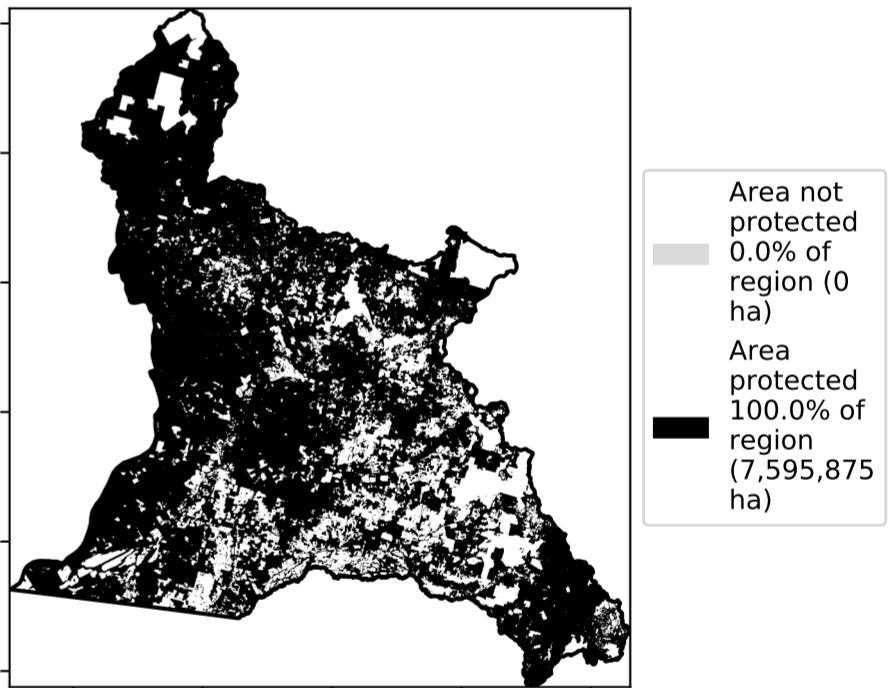 Area not
protected
0.0% of
region (0
ha)
Area
protected
100.0% of
region
(7,595,875
ha)